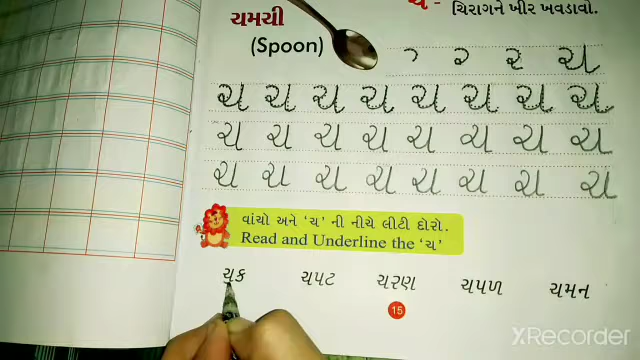 ચ - ચિરાગને ખીર ખવડાવો.
ચમચી
(Spoon)
ર ચ
ચ ચ ચ ચ ચ ચ ચ ચ
ચ ચ ચ ચ ચ ચ ચ ચ
ચ ચ ચ ચ ચ ચ ચ ચ
વાંચો અને ‘ચ’ ની નીચે લીટી દોરો.
Read and Underline the ‘ચ’
ચક ચપટ ચરણ ચપળ ચમન
15
XRecorder